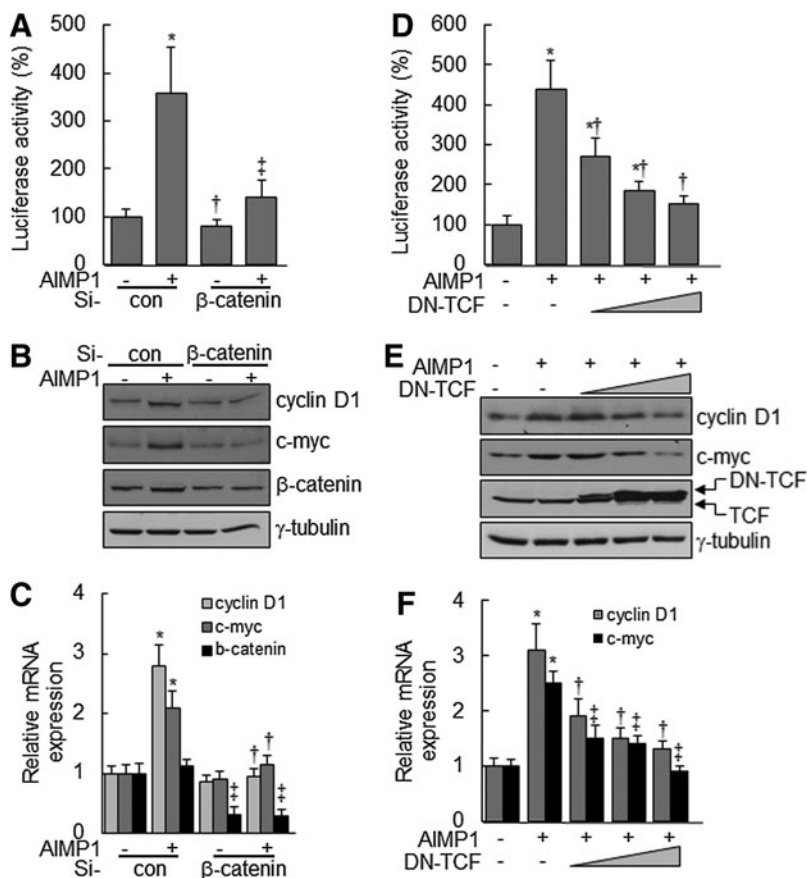 A
Luciferase activity (%)
500
400
300
200
100
0
*
†
‡
AIMP1 - + - +
Si- con β-catenin
B
Si- con β-catenin
AIMP1 - + - +
cyclin D1
c-myc
β-catenin
γ-tubulin
C
Relative mRNA
expression
4
3
2
1
0
cyclin D1
c-myc
b-catenin
*
*
‡
†
†
‡
AIMP1 - + - +
Si- con β-catenin
D
Luciferase activity (%)
600
500
400
300
200
100
0
*
*†
*†
†
AIMP1 - + + + +
DN-TCF - -
E
AIMP1 - + + + +
DN-TCF - -
cyclin D1
c-myc
DN-TCF
TCF
γ-tubulin
F
Relative mRNA
expression
4
3
2
1
0
cyclin D1
c-myc
*
*
†
‡
†
‡
†
‡
AIMP1 - + + + +
DN-TCF - -